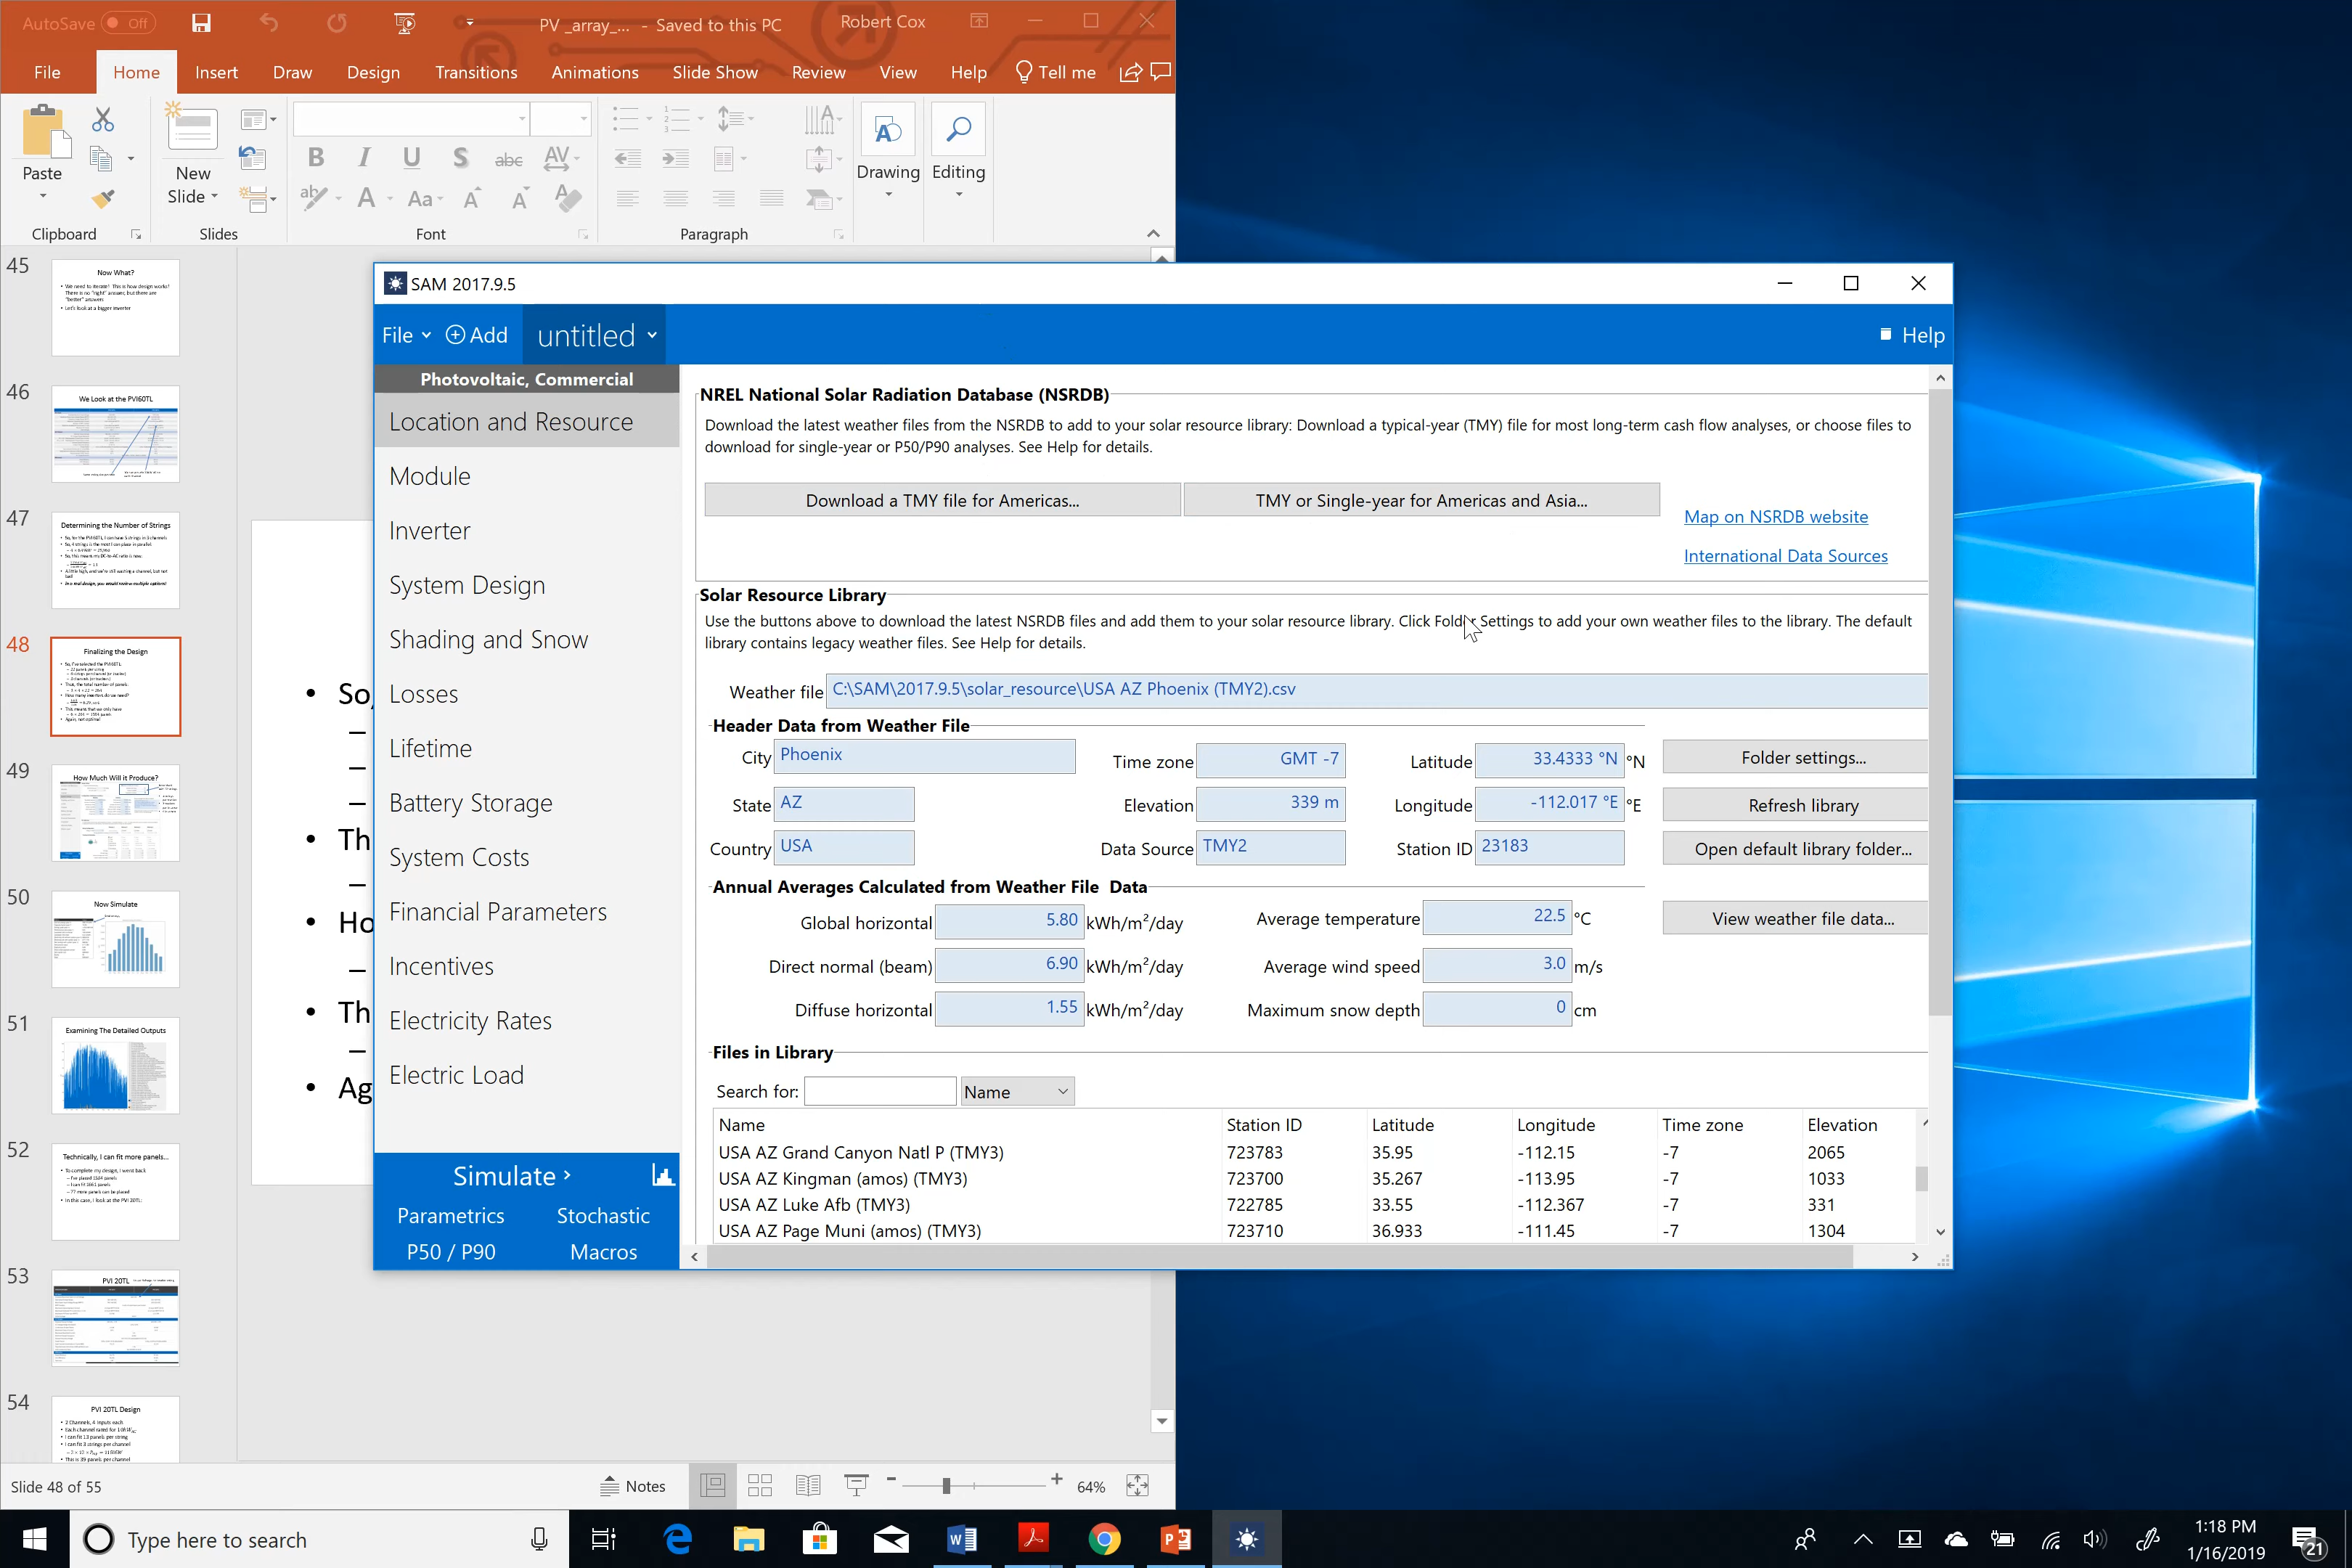 AutoSave Off
PV _array_... - Saved to this PC
Robert Cox
File Home Insert Draw Design Transitions Animations Slide Show Review View Help Tell me
Paste
New
Slide
Drawing
Editing
Clipboard Slides Font Paragraph
45
Now What?
46
We Look at the PVI60TL
47
Determining the Number of Strings
48
Finalizing the Design
49
How Much Will it Produce?
50
Now Simulate
51
Examining The Detailed Outputs
52
Technically, I can fit more panels...
53
PVI 20TL
54
PVI 20TL Design
• So,
–
–
–
• Th
–
• Ho
–
• Th
–
• Ag
Slide 48 of 55
Notes
64%
SAM 2017.9.5
File Add untitled Help
Photovoltaic, Commercial
Location and Resource
Module
Inverter
System Design
Shading and Snow
Losses
Lifetime
Battery Storage
System Costs
Financial Parameters
Incentives
Electricity Rates
Electric Load
Simulate >
Parametrics Stochastic
P50 / P90 Macros
NREL National Solar Radiation Database (NSRDB)
Download the latest weather files from the NSRDB to add to your solar resource library: Download a typical-year (TMY) file for most long-term cash flow analyses, or choose files to
download for single-year or P50/P90 analyses. See Help for details.
Download a TMY file for Americas...
TMY or Single-year for Americas and Asia...
Map on NSRDB website
International Data Sources
Solar Resource Library
Use the buttons above to download the latest NSRDB files and add them to your solar resource library. Click Folder Settings to add your own weather files to the library. The default
library contains legacy weather files. See Help for details.
Weather file C:\SAM\2017.9.5\solar_resource\USA AZ Phoenix (TMY2).csv
Header Data from Weather File
City Phoenix Time zone GMT -7 Latitude 33.4333 °N °N Folder settings...
State AZ Elevation 339 m Longitude -112.017 °E °E Refresh library
Country USA Data Source TMY2 Station ID 23183 Open default library folder...
Annual Averages Calculated from Weather File Data
Global horizontal 5.80 kWh/m²/day Average temperature 22.5 °C View weather file data...
Direct normal (beam) 6.90 kWh/m²/day Average wind speed 3.0 m/s
Diffuse horizontal 1.55 kWh/m²/day Maximum snow depth 0 cm
Files in Library
Search for: Name
Name Station ID Latitude Longitude Time zone Elevation
USA AZ Grand Canyon Natl P (TMY3) 723783 35.95 -112.15 -7 2065
USA AZ Kingman (amos) (TMY3) 723700 35.267 -113.95 -7 1033
USA AZ Luke Afb (TMY3) 722785 33.55 -112.367 -7 331
USA AZ Page Muni (amos) (TMY3) 723710 36.933 -111.45 -7 1304
Type here to search
1:18 PM
1/16/2019
21